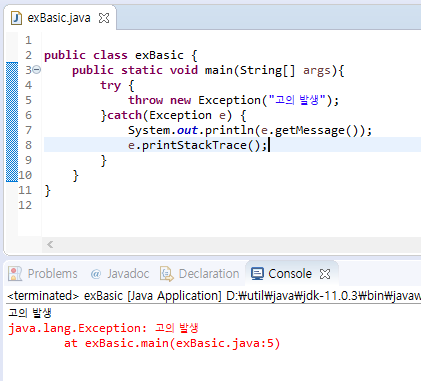 exBasic.java
1
2 public class exBasic {
3 public static void main(String[] args){
4 try {
5 throw new Exception("고의 발생");
6 }catch(Exception e) {
7 System.out.println(e.getMessage());
8 e.printStackTrace();
9 }
10 }
11 }
12
Problems @ Javadoc Declaration Console
<terminated> exBasic [Java Application] D:₩util₩java₩jdk-11.0.3₩bin₩javaw
고의 발생
java.lang.Exception: 고의 발생
at exBasic.main(exBasic.java:5)